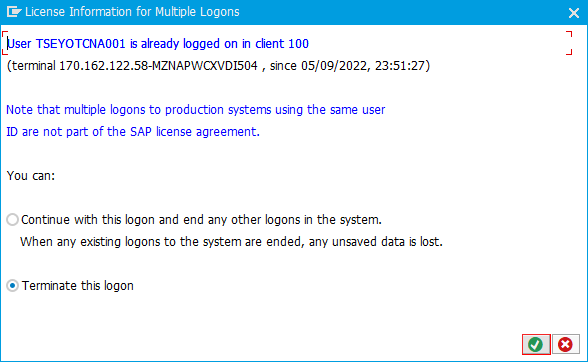 License Information for Multiple Logons
User TSEYOTCNA001 is already logged on in client 100
(terminal 170.162.122.58-MZNAPWCXVDI504 , since 05/09/2022, 23:51:27)
Note that multiple logons to production systems using the same user
ID are not part of the SAP license agreement.
You can:
Continue with this logon and end any other logons in the system.
When any existing logons to the system are ended, any unsaved data is lost.
Terminate this logon